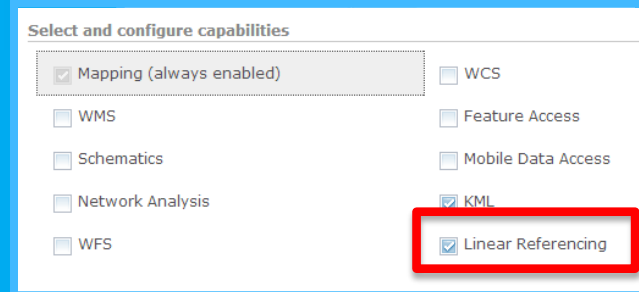 Select and configure capabilities
Mapping (always enabled)
WCS
WMS
Feature Access
Schematics
Mobile Data Access
Network Analysis
KML
WFS
Linear Referencing